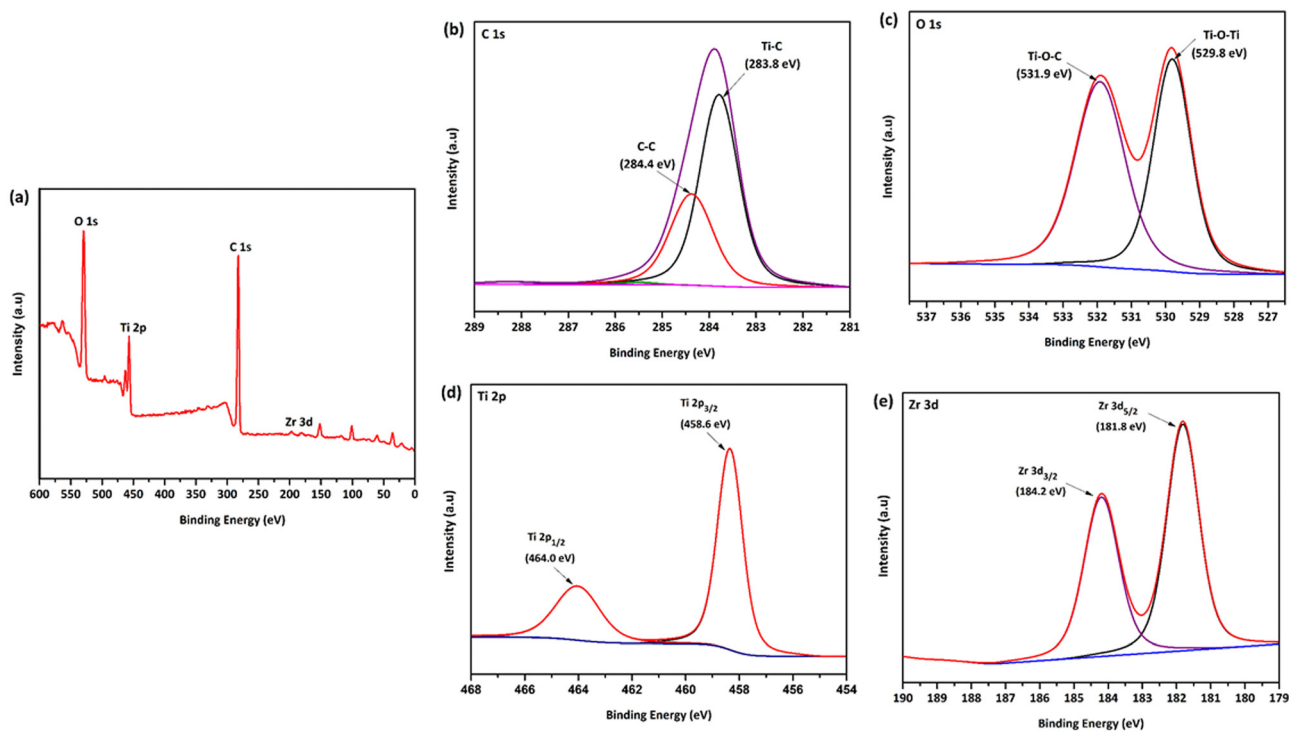 (a)
O 1s
C 1s
Ti 2p
Zr 3d
Intensity (a.u)
600 550 500 450 400 350 300 250 200 150 100 50 0
Binding Energy (eV)
(b)
C 1s
Ti-C
(283.8 eV)
C-C
(284.4 eV)
Intensity (a.u)
289 288 287 286 285 284 283 282 281
Binding Energy (eV)
(c)
O 1s
Ti-O-C
(531.9 eV)
Ti-O-Ti
(529.8 eV)
Intensity (a.u)
537 536 535 534 533 532 531 530 529 528 527
Binding Energy (eV)
(d)
Ti 2p
Ti 2p3/2
(458.6 eV)
Ti 2p1/2
(464.0 eV)
Intensity (a.u)
468 466 464 462 460 458 456 454
Binding Energy (eV)
(e)
Zr 3d
Zr 3d5/2
(181.8 eV)
Zr 3d3/2
(184.2 eV)
Intensity (a.u)
190 189 188 187 186 185 184 183 182 181 180 179
Binding Energy (eV)